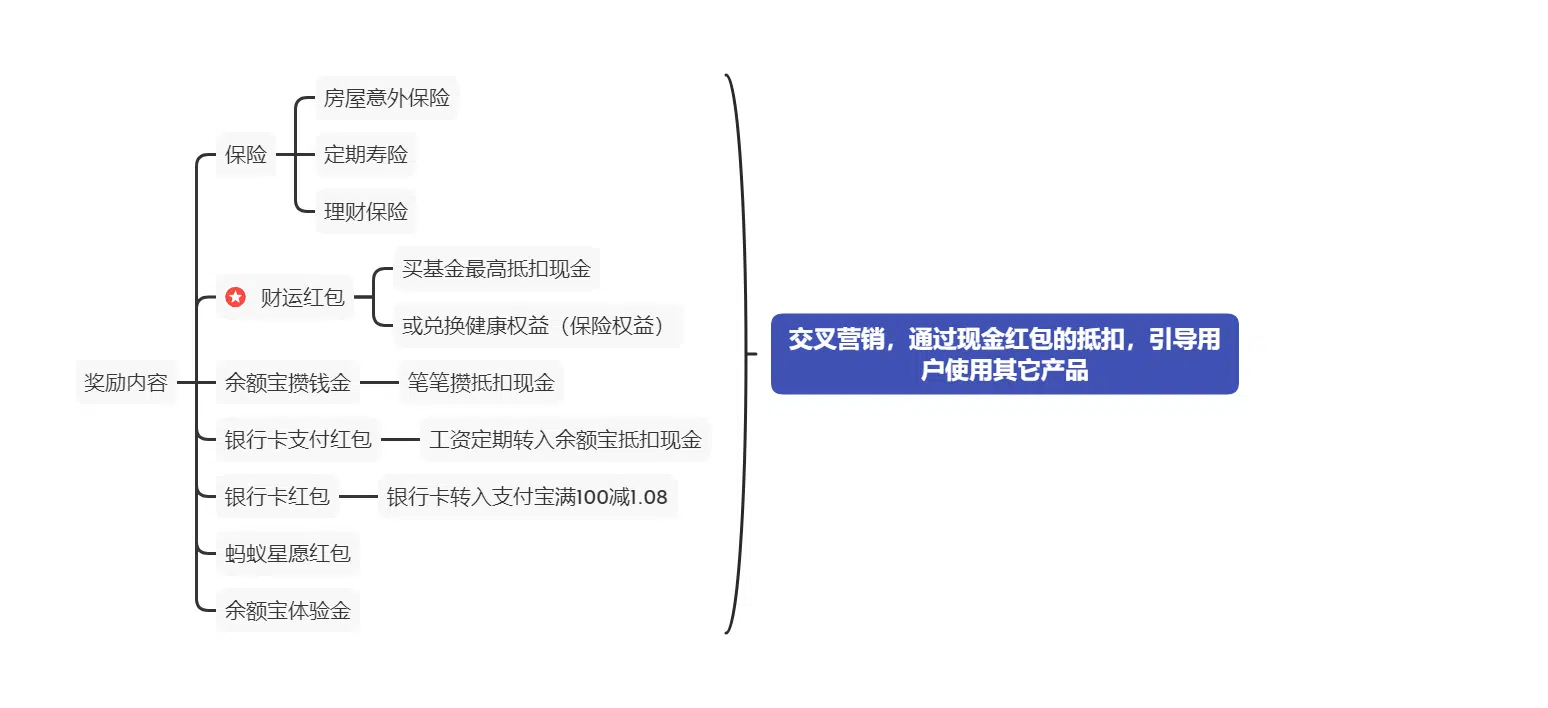 房屋意外保险
保险
定期寿险
理财保险
买基金最高抵扣现金
财运红包
或兑换健康权益（保险权益）
奖励内容
余额宝攒钱金
笔笔攒抵扣现金
银行卡支付红包
工资定期转入余额宝抵扣现金
银行卡红包
银行卡转入支付宝满100减1.08
蚂蚁星愿红包
余额宝体验金
交叉营销，通过现金红包的抵扣，引导用
户使用其它产品